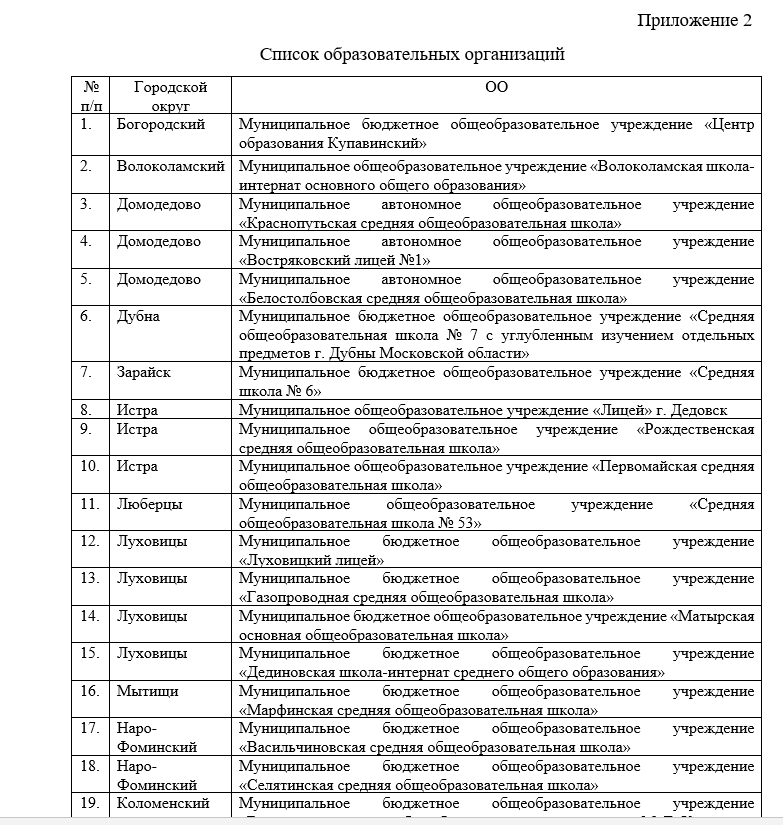 Приложение 2
Список образовательных организаций
№ Городской ОО
п/п округ
1. Богородский Муниципальное бюджетное общеобразовательное учреждение «Центр
образования Купавинский»
2. Волоколамский Муниципальное общеобразовательное учреждение «Волоколамская школа-
интернат основного общего образования»
3. Домодедово Муниципальное автономное общеобразовательное учреждение
«Краснопутьская средняя общеобразовательная школа»
4. Домодедово Муниципальное автономное общеобразовательное учреждение
«Востряковский лицей №1»
5. Домодедово Муниципальное автономное общеобразовательное учреждение
«Белостолбовская средняя общеобразовательная школа»
6. Дубна Муниципальное бюджетное общеобразовательное учреждение «Средняя
общеобразовательная школа № 7 с углубленным изучением отдельных
предметов г. Дубны Московской области»
7. Зарайск Муниципальное бюджетное общеобразовательное учреждение «Средняя
школа № 6»
8. Истра Муниципальное общеобразовательное учреждение «Лицей» г. Дедовск
9. Истра Муниципальное общеобразовательное учреждение «Рождественская
средняя общеобразовательная школа»
10. Истра Муниципальное общеобразовательное учреждение «Первомайская средняя
общеобразовательная школа»
11. Люберцы Муниципальное общеобразовательное учреждение «Средняя
общеобразовательная школа № 53»
12. Луховицы Муниципальное бюджетное общеобразовательное учреждение
«Луховицкий лицей»
13. Луховицы Муниципальное бюджетное общеобразовательное учреждение
«Газопроводная средняя общеобразовательная школа»
14. Луховицы Муниципальное бюджетное общеобразовательное учреждение «Матырская
основная общеобразовательная школа»
15. Луховицы Муниципальное бюджетное общеобразовательное учреждение
«Дединовская школа-интернат среднего общего образования»
16. Мытищи Муниципальное бюджетное общеобразовательное учреждение
«Марфинская средняя общеобразовательная школа»
17. Наро- Муниципальное бюджетное общеобразовательное учреждение
Фоминский «Васильчиновская средняя общеобразовательная школа»
18. Наро- Муниципальное бюджетное общеобразовательное учреждение
Фоминский «Селятинская средняя общеобразовательная школа»
19. Коломенский Муниципальное бюджетное общеобразовательное учреждение